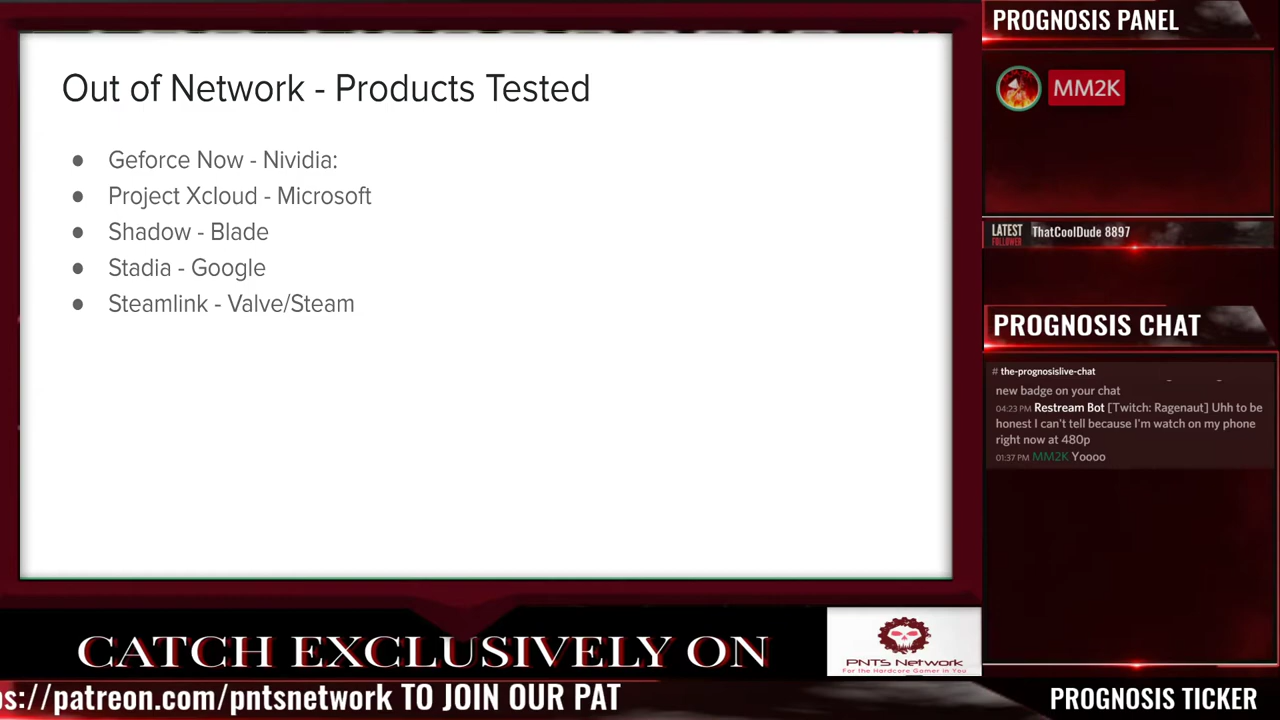 Out of Network - Products Tested
● Geforce Now - Nividia:
● Project Xcloud - Microsoft
● Shadow - Blade
● Stadia - Google
● Steamlink - Valve/Steam
PROGNOSIS PANEL
MM2K
LATEST
FOLLOWER
ThatCoolDude 8897
PROGNOSIS CHAT
# the-prognosislive-chat
new badge on your chat
04:23 PM Restream Bot [Twitch: Ragenaut] Uhh to be
honest I can't tell because I'm watch on my phone
right now at 480p
01:37 PM MM2K Yoooo
CATCH EXCLUSIVELY ON
PNTS Network
For the Hardcore Gamer in You
ps://patreon.com/pntsnetwork TO JOIN OUR PAT
PROGNOSIS TICKER